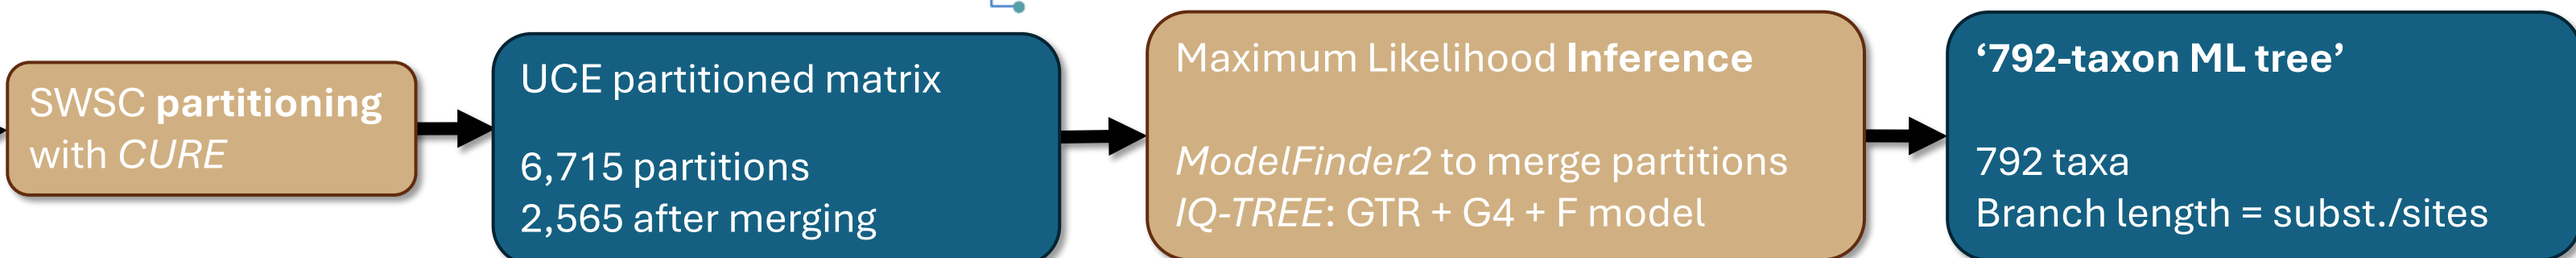 SWSC partitioning
with CURE
UCE partitioned matrix
6,715 partitions
2,565 after merging
Maximum Likelihood Inference
ModelFinder2 to merge partitions
IQ-TREE: GTR + G4 + F model
‘792-taxon ML tree’
792 taxa
Branch length = subst./sites